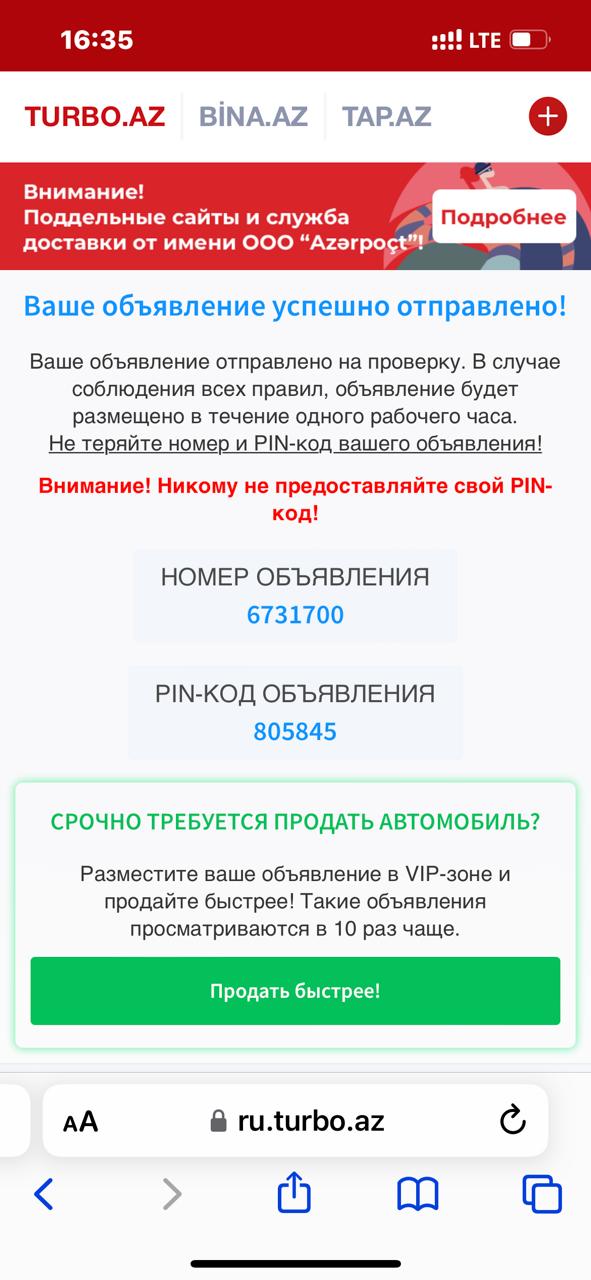 16:35
LTE
TURBO.AZ BİNA.AZ TAP.AZ
Внимание!
Поддельные сайты и служба
доставки от имени ООО “Azərpoçt”!
Подробнее
Ваше объявление успешно отправлено!
Ваше объявление отправлено на проверку. В случае
соблюдения всех правил, объявление будет
размещено в течение одного рабочего часа.
Не теряйте номер и PIN-код вашего объявления!
Внимание! Никому не предоставляйте свой PIN-
код!
НОМЕР ОБЪЯВЛЕНИЯ
6731700
PIN-КОД ОБЪЯВЛЕНИЯ
805845
СРОЧНО ТРЕБУЕТСЯ ПРОДАТЬ АВТОМОБИЛЬ?
Разместите ваше объявление в VIP-зоне и
продайте быстрее! Такие объявления
просматриваются в 10 раз чаще.
Продать быстрее!
AA ru.turbo.az